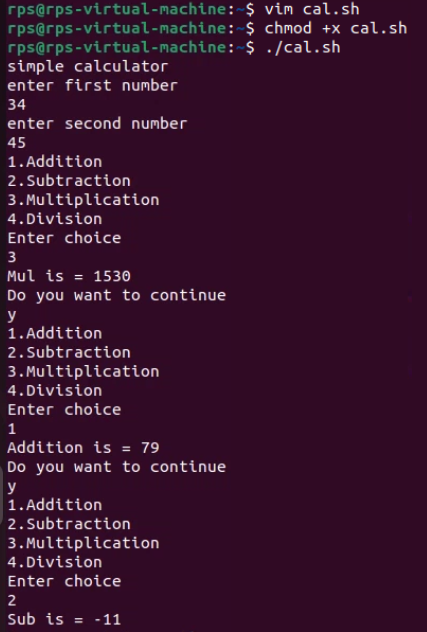 rps@rps-virtual-machine:~$ vim cal.sh
rps@rps-virtual-machine:~$ chmod +x cal.sh
rps@rps-virtual-machine:~$ ./cal.sh
simple calculator
enter first number
34
enter second number
45
1.Addition
2.Subtraction
3.Multiplication
4.Division
Enter choice
3
Mul is = 1530
Do you want to continue
y
1.Addition
2.Subtraction
3.Multiplication
4.Division
Enter choice
1
Addition is = 79
Do you want to continue
y
1.Addition
2.Subtraction
3.Multiplication
4.Division
Enter choice
2
Sub is = -11